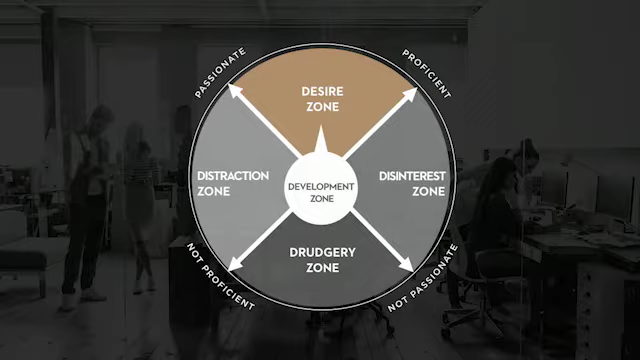 PASSIONATE
PROFICIENT
DESIRE
ZONE
DISTRACTION
ZONE
DEVELOPMENT
ZONE
DISINTEREST
ZONE
DRUDGERY
ZONE
NOT PROFICIENT
NOT PASSIONATE